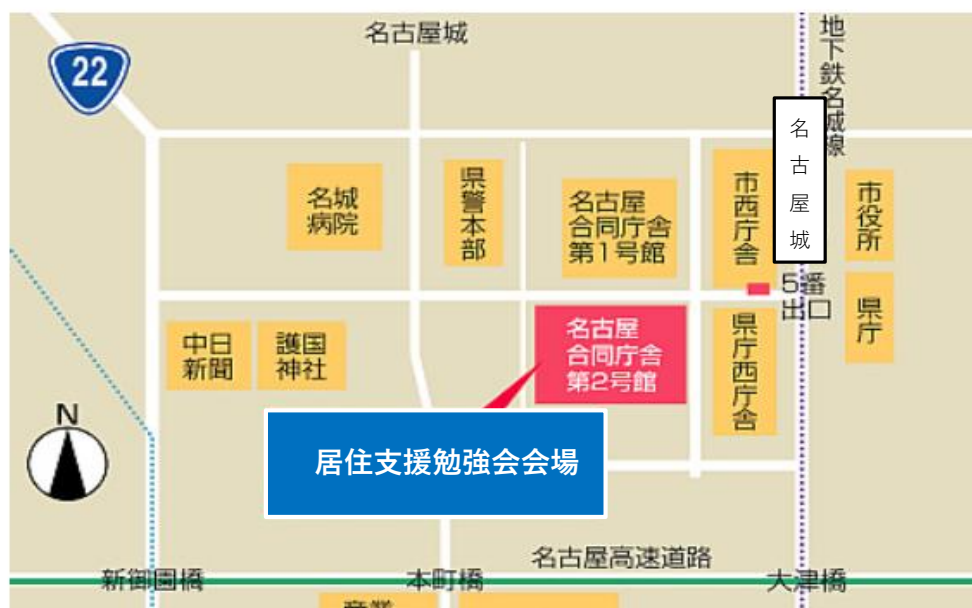 名古屋城
22
地下鉄名城線
名古屋城
名城
病院
県警本部
名古屋
合同庁舎
第1号館
市西庁舎
市役所
5番
出口
県庁
中日
新聞
護国
神社
名古屋
合同庁舎
第2号館
県庁西庁舎
N
居住支援勉強会会場
名古屋高速道路
新御園橋
本町橋
大津橋
産業